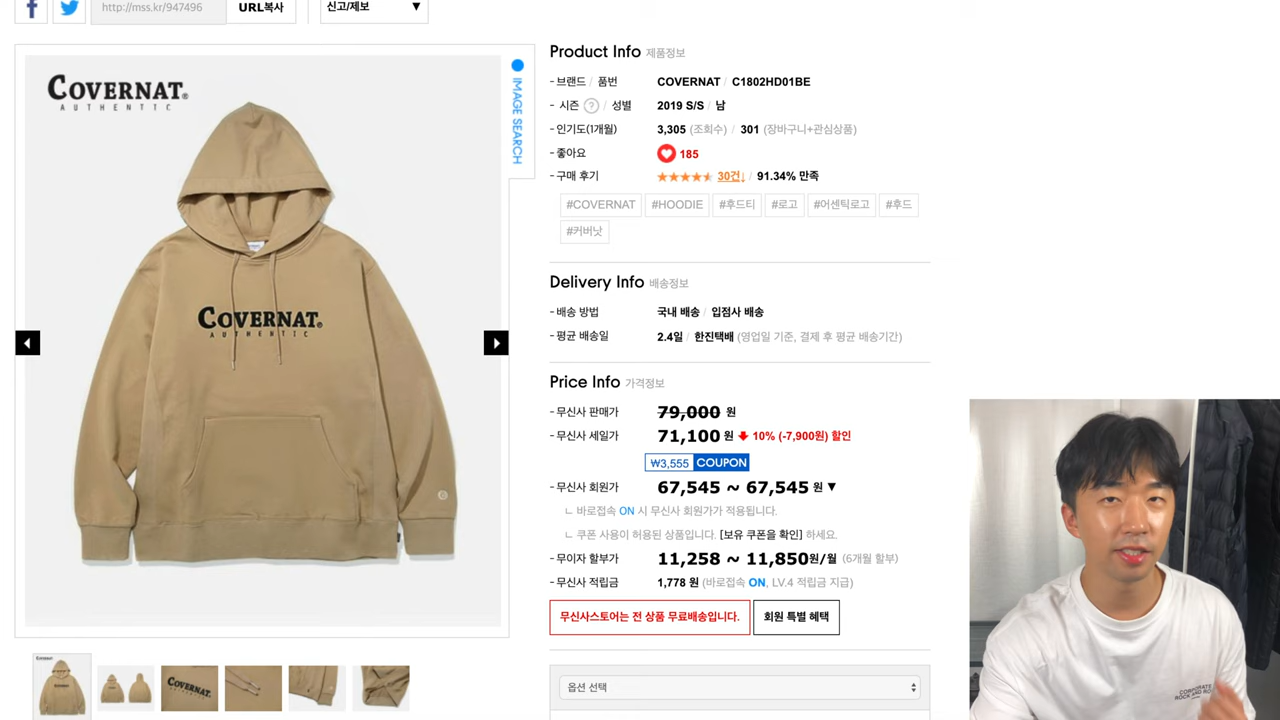 http://mss.kr/947496
URL복사
신고/제보 ▼
COVERNAT®
AUTHENTIC
IMAGE SEARCH
COVERNAT®
AUTHENTIC
Product Info 제품정보
- 브랜드 / 품번 COVERNAT / C1802HD01BE
- 시즌 ? / 성별 2019 S/S / 남
- 인기도(1개월) 3,305 (조회수) / 301 (장바구니+관심상품)
- 좋아요 185
- 구매 후기 ★★★★★ 30건↓ / 91.34% 만족
#COVERNAT #HOODIE #후드티 #로고 #어센틱로고 #후드
#커버낫
Delivery Info 배송정보
- 배송 방법 국내 배송 / 입점사 배송
- 평균 배송일 2.4일 / 한진택배 (영업일 기준, 결제 후 평균 배송기간)
Price Info 가격정보
- 무신사 판매가 79,000 원
- 무신사 세일가 71,100 원 10% (-7,900원) 할인
₩3,555 COUPON
- 무신사 회원가 67,545 ~ 67,545 원 ▼
ㄴ 바로접속 ON 시 무신사 회원가가 적용됩니다.
ㄴ 쿠폰 사용이 허용된 상품입니다. [보유 쿠폰을 확인] 하세요.
- 무이자 할부가 11,258 ~ 11,850원/월 (6개월 할부)
- 무신사 적립금 1,778 원 (바로접속 ON, LV.4 적립금 지급)
무신사스토어는 전 상품 무료배송입니다. 회원 특별 혜택
옵션 선택
COVERNAT
CORPORATE
ROCK AND RO